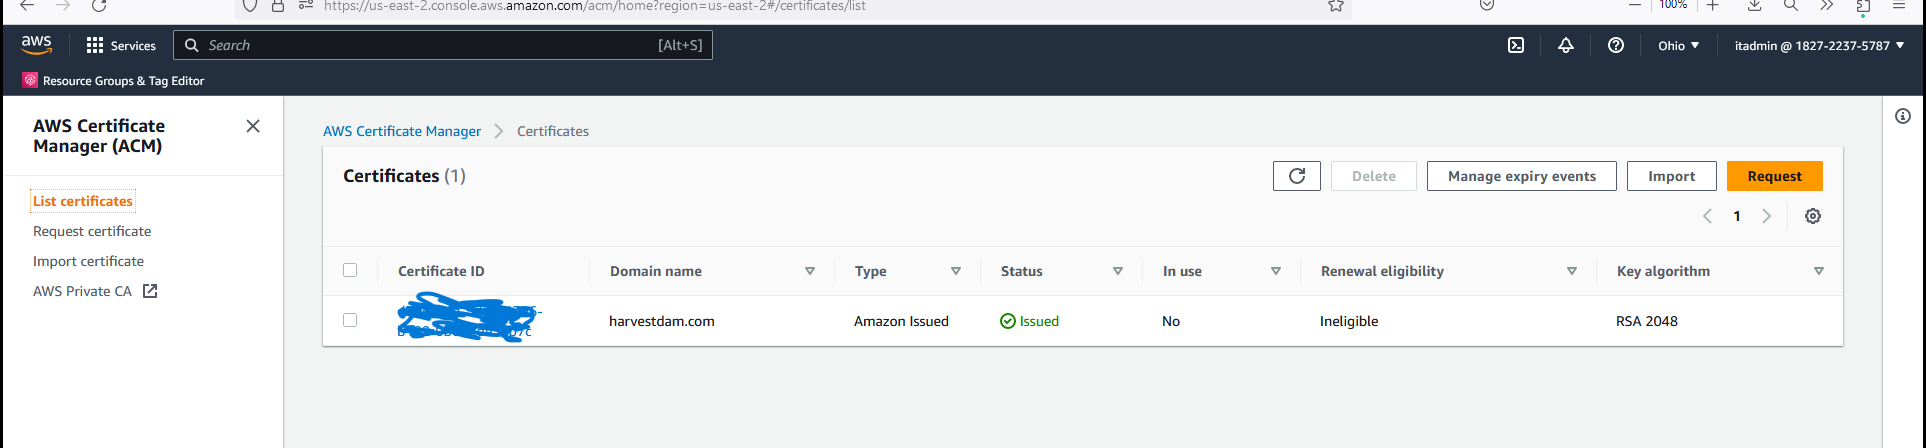 https://us-east-2.console.aws.amazon.com/acm/home?region=us-east-2#/certificates/list
100%
aws
Services
Search
[Alt+S]
Ohio
itadmin @ 1827-2237-5787
Resource Groups & Tag Editor
AWS Certificate
Manager (ACM)
List certificates
Request certificate
Import certificate
AWS Private CA
AWS Certificate Manager > Certificates
Certificates (1)
Delete
Manage expiry events
Import
Request
1
Certificate ID
Domain name
Type
Status
In use
Renewal eligibility
Key algorithm
harvestdam.com
Amazon Issued
Issued
No
Ineligible
RSA 2048